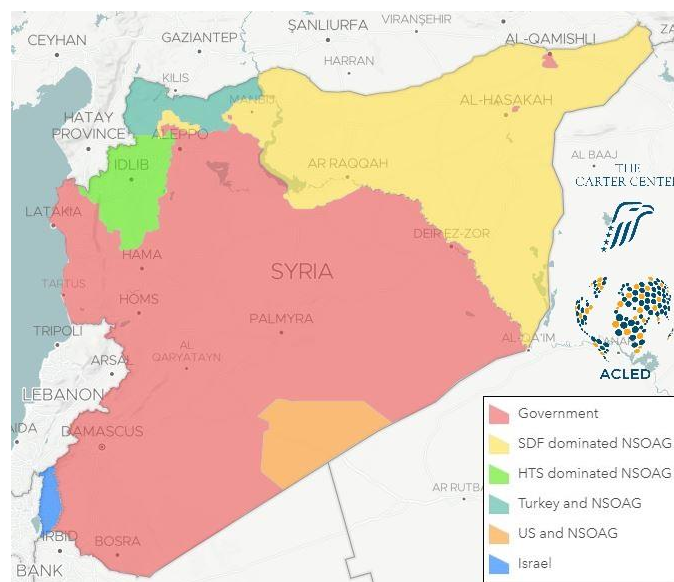 CEYHAN
GAZIANTEP
ŞANLIURFA
VIRANŞEHIR
HARRAN
AL-QAMISHLI
KILIS
MANBIJ
AL-HASAKAH
HATAY
PROVINCE
ALEPPO
IDLIB
AR RAQQAH
AL BAAJ
THE
CARTER CENTER
LATAKIA
DEIR EZ-ZOR
HAMA
SYRIA
TARTUS
HOMS
PALMYRA
TRIPOLI
AL
QARYATAYN
AL-QA'IM
ARSAL
ACLED
LEBANON
DAMASCUS
AR RUTBA
IRBID
BOSRA
BANK
Government
SDF dominated NSOAG
HTS dominated NSOAG
Turkey and NSOAG
US and NSOAG
Israel